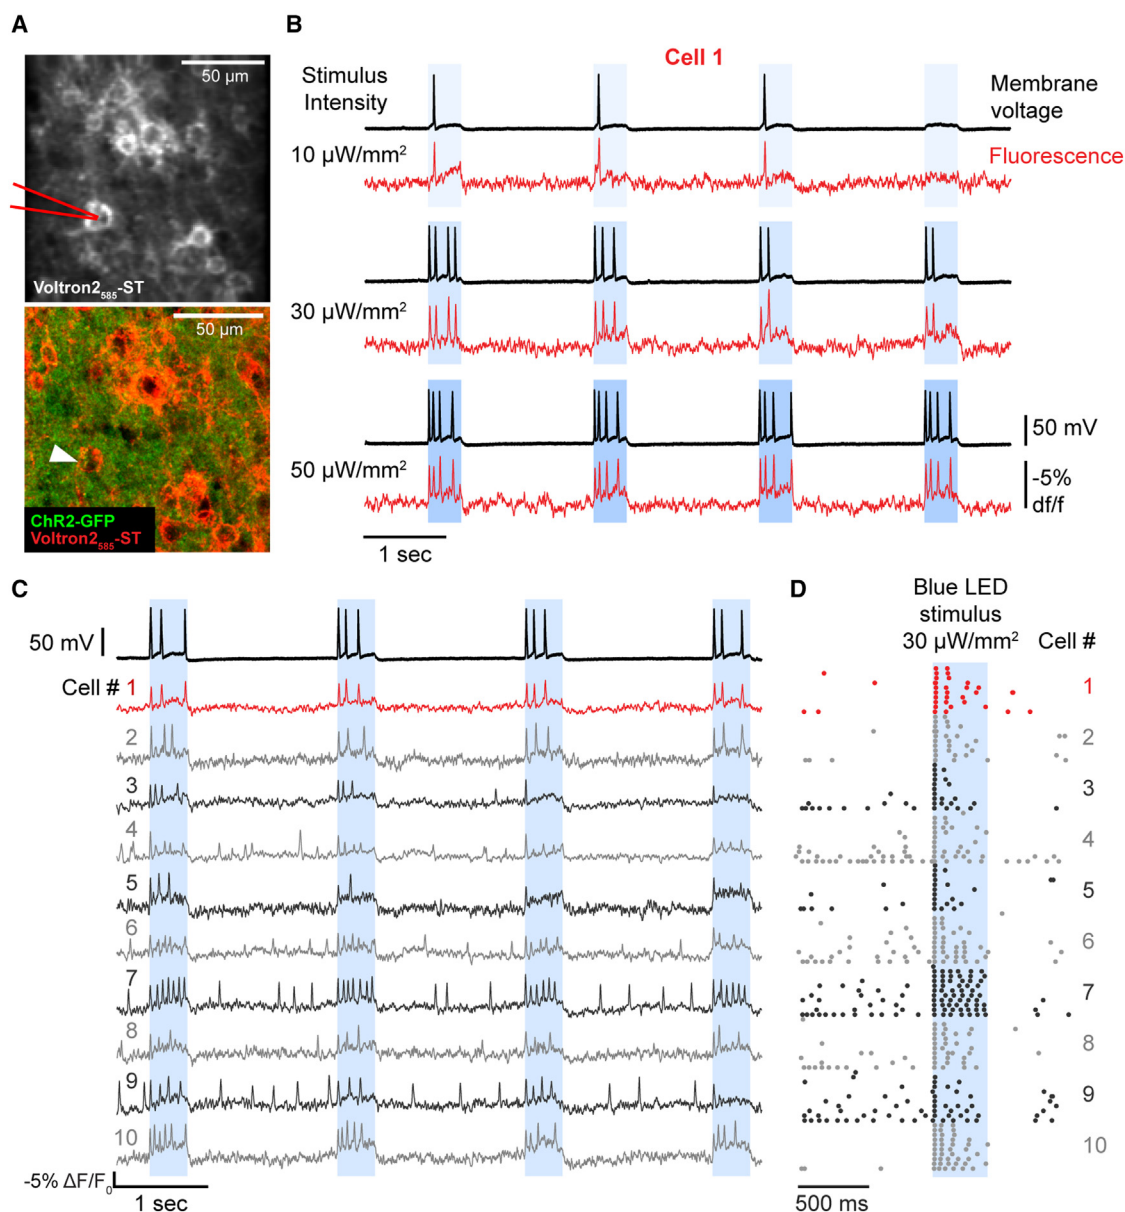 A
50 μm
Voltron2₅₈₅-ST
50 μm
ChR2-GFP
Voltron2₅₈₅-ST
B
Cell 1
Stimulus
Intensity
Membrane
voltage
10 μW/mm²
Fluorescence
30 μW/mm²
50 μW/mm²
50 mV
-5%
df/f
1 sec
C
50 mV
Cell # 1
2
3
4
5
6
7
8
9
10
-5% ΔF/F₀
1 sec
D
Blue LED
stimulus
30 μW/mm²
Cell #
1
2
3
4
5
6
7
8
9
10
500 ms